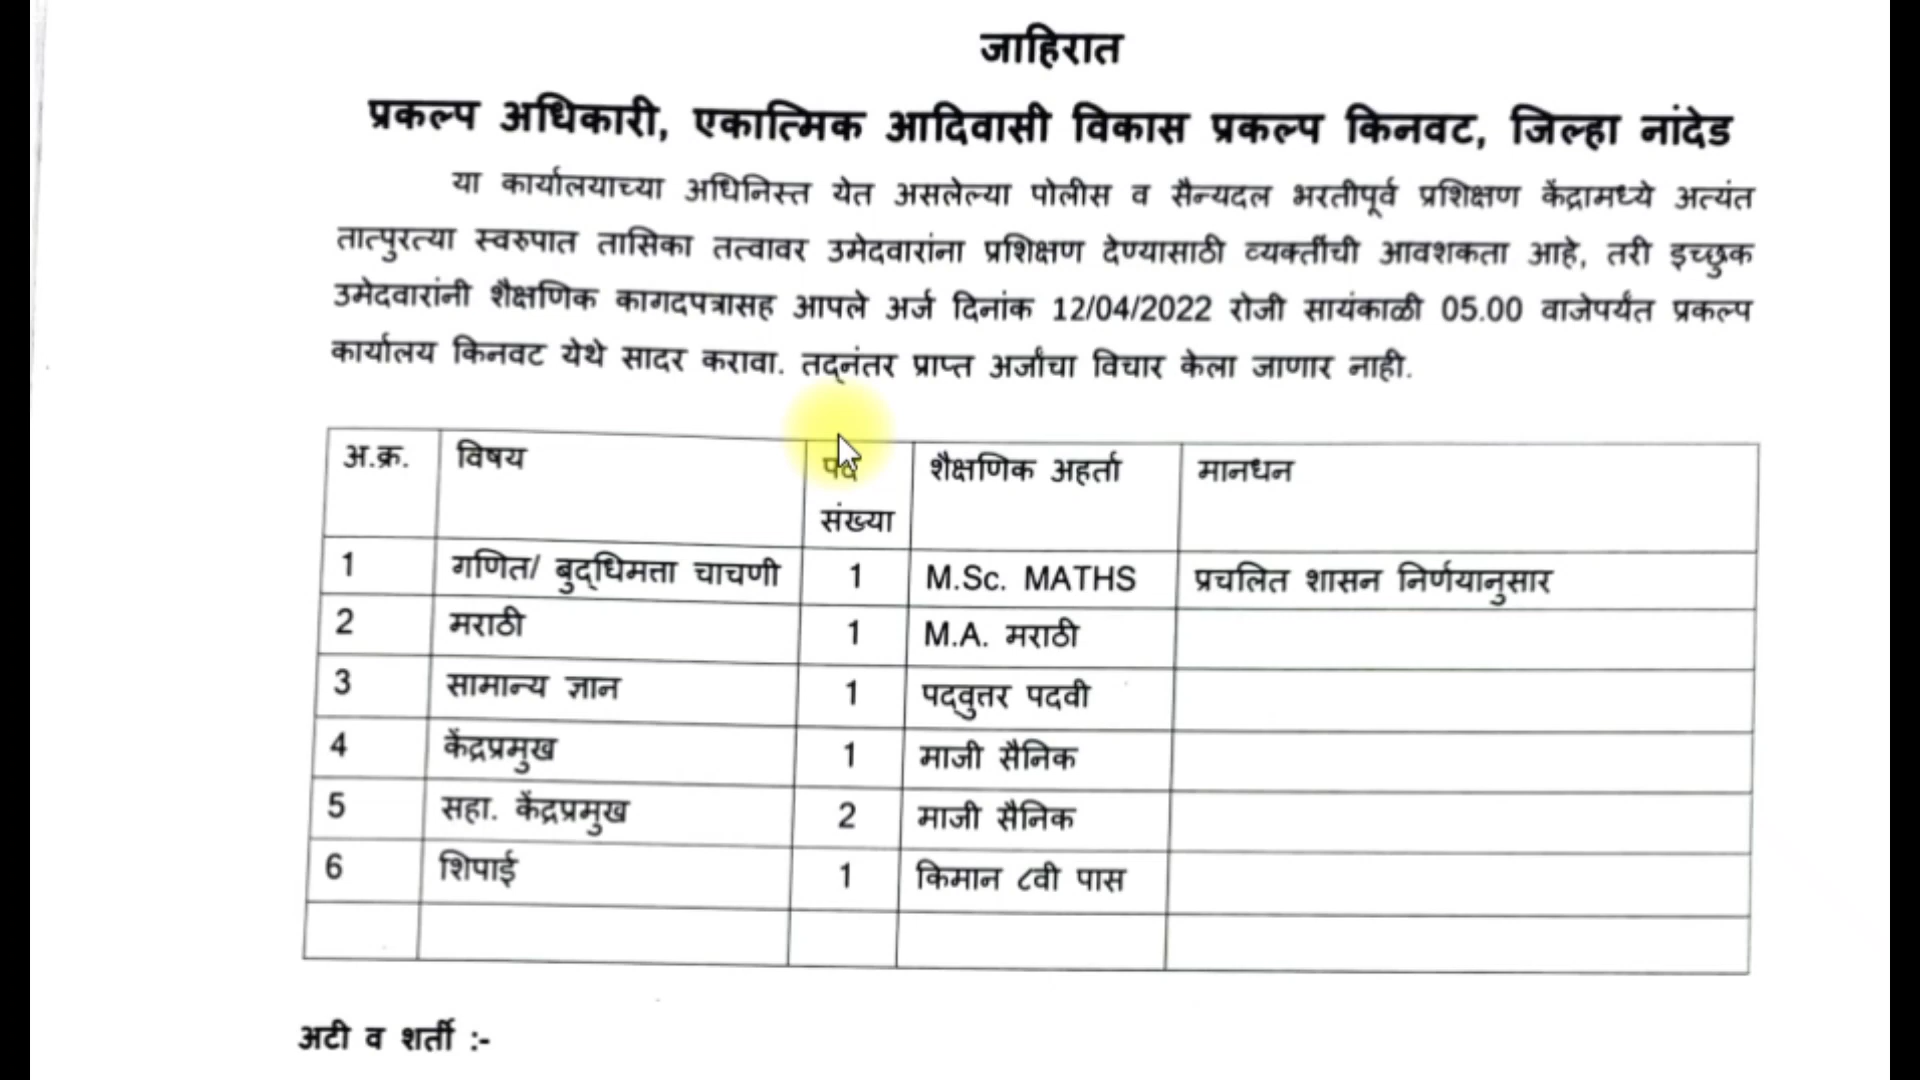 जाहिरात
प्रकल्प अधिकारी, एकात्मिक आदिवासी विकास प्रकल्प किनवट, जिल्हा नांदेड
या कार्यालयाच्या अधिनिस्त येत असलेल्या पोलीस व सैन्यदल भरतीपूर्व प्रशिक्षण केंद्रामध्ये अत्यंत
तात्पुरत्या स्वरुपात तासिका तत्वावर उमेदवारांना प्रशिक्षण देण्यासाठी व्यक्तींची आवशकता आहे, तरी इच्छुक
उमेदवारांनी शैक्षणिक कागदपत्रासह आपले अर्ज दिनांक 12/04/2022 रोजी सायंकाळी 05.00 वाजेपर्यंत प्रकल्प
कार्यालय किनवट येथे सादर करावा. तद्नंतर प्राप्त अर्जाचा विचार केला जाणार नाही.
अ.क्र. विषय पद संख्या शैक्षणिक अहर्ता मानधन
1 गणित/ बुद्धिमत्ता चाचणी 1 M.Sc. MATHS प्रचलित शासन निर्णयानुसार
2 मराठी 1 M.A. मराठी
3 सामान्य ज्ञान 1 पद्वुत्तर पदवी
4 केंद्रप्रमुख 1 माजी सैनिक
5 सहा. केंद्रप्रमुख 2 माजी सैनिक
6 शिपाई 1 किमान ८वी पास
अटी व शर्ती :-